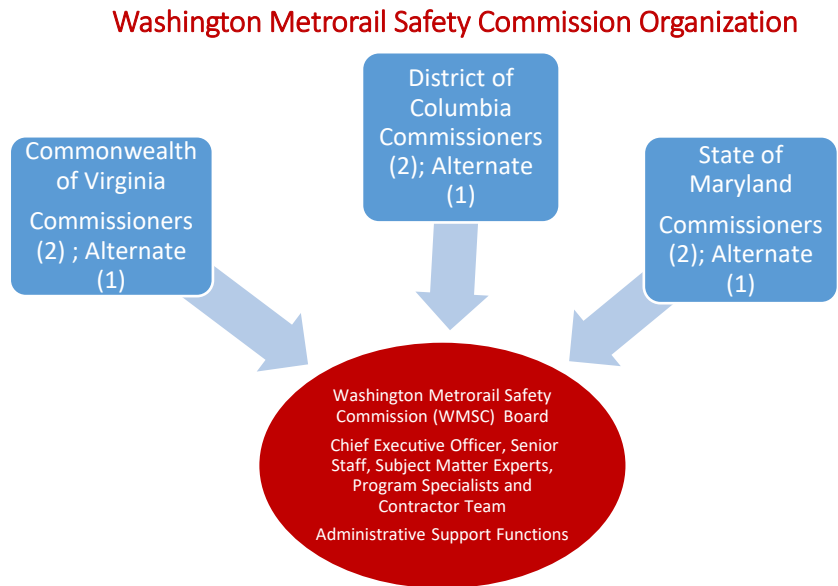 Washington Metrorail Safety Commission Organization
Commonwealth
of Virginia
Commissioners
(2) ; Alternate
(1)
District of
Columbia
Commissioners
(2); Alternate
(1)
State of
Maryland
Commissioners
(2); Alternate
(1)
Washington Metrorail Safety
Commission (WMSC) Board
Chief Executive Officer, Senior
Staff, Subject Matter Experts,
Program Specialists and
Contractor Team
Administrative Support Functions